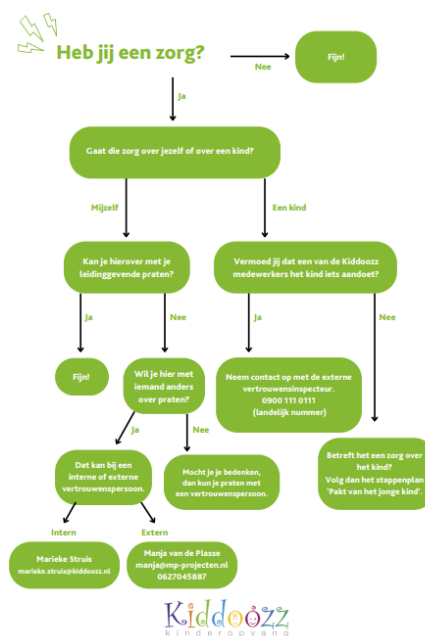 Heb jij een zorg?
Nee
Fijn!
Ja
Gaat die zorg over jezelf of over een kind?
Mijzelf
Een kind
Kan je hierover met je
leidinggevende praten?
Vermoed jij dat een van de Kiddoozz
medewerkers het kind iets aandoet?
Ja
Nee
Ja
Nee
Fijn!
Wil je hier met
iemand anders
over praten?
Neem contact op met de externe
vertrouwensinspecteur.
0900 111 0111
(landelijk nummer)
Ja
Nee
Dat kan bij een
interne of externe
vertrouwenspersoon.
Mocht je je bedenken,
dan kun je praten met
een vertrouwenspersoon.
Betreft het een zorg over
het kind?
Volg dan het stappenplan
'Pakt van het jonge kind'.
Intern
Extern
Marieke Struis
marieke.struis@kiddoozz.nl
Manja van de Plasse
manja@mp-projecten.nl
0627045887
Kiddoozz
kinderopvang